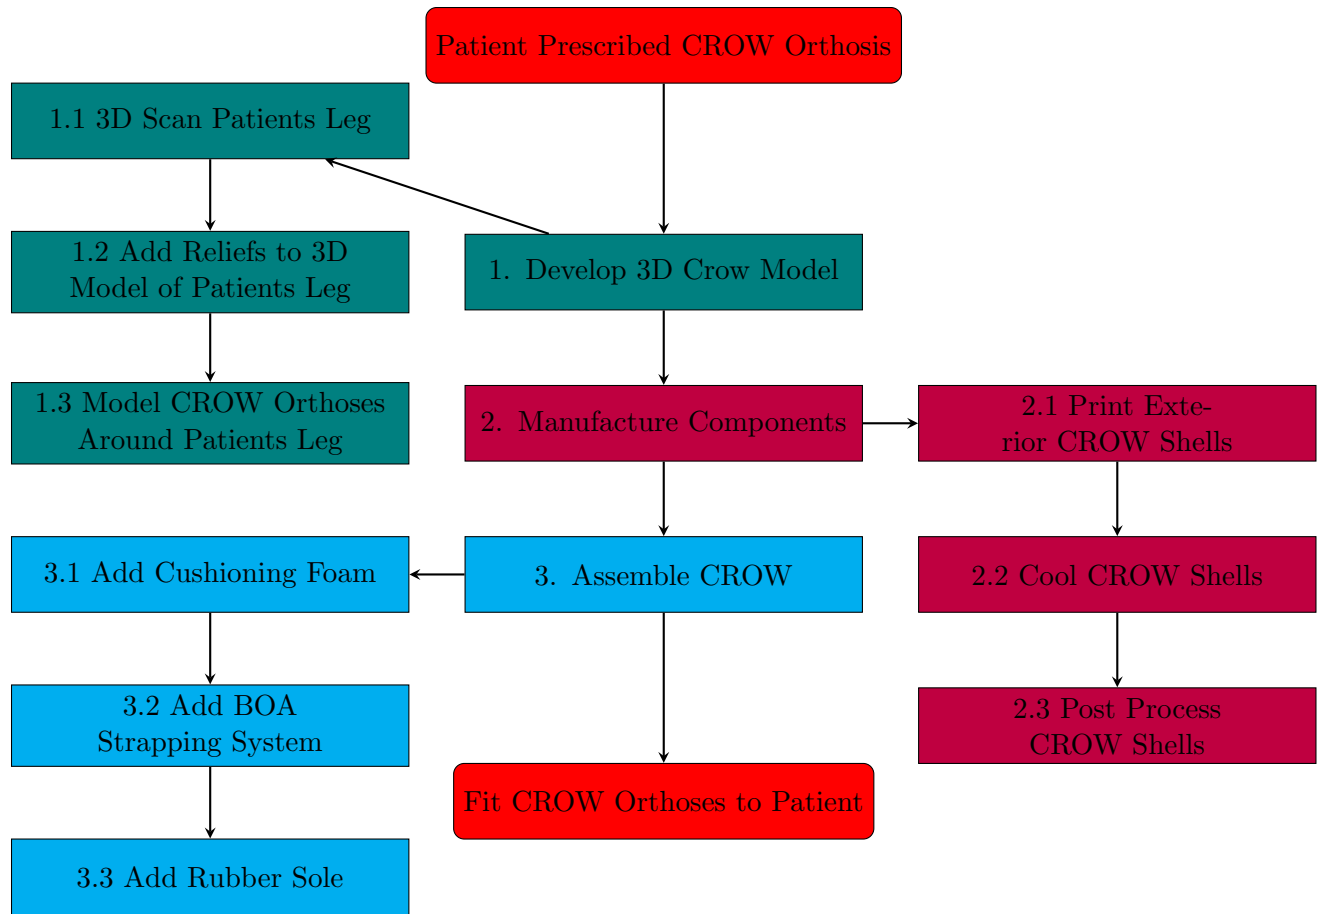 Patient Prescribed CROW Orthosis
1.1 3D Scan Patients Leg
1.2 Add Reliefs to 3D
Model of Patients Leg
1. Develop 3D Crow Model
1.3 Model CROW Orthoses
Around Patients Leg
2. Manufacture Components
2.1 Print Exte-
rior CROW Shells
3.1 Add Cushioning Foam
3. Assemble CROW
2.2 Cool CROW Shells
3.2 Add BOA
Strapping System
2.3 Post Process
CROW Shells
Fit CROW Orthoses to Patient
3.3 Add Rubber Sole